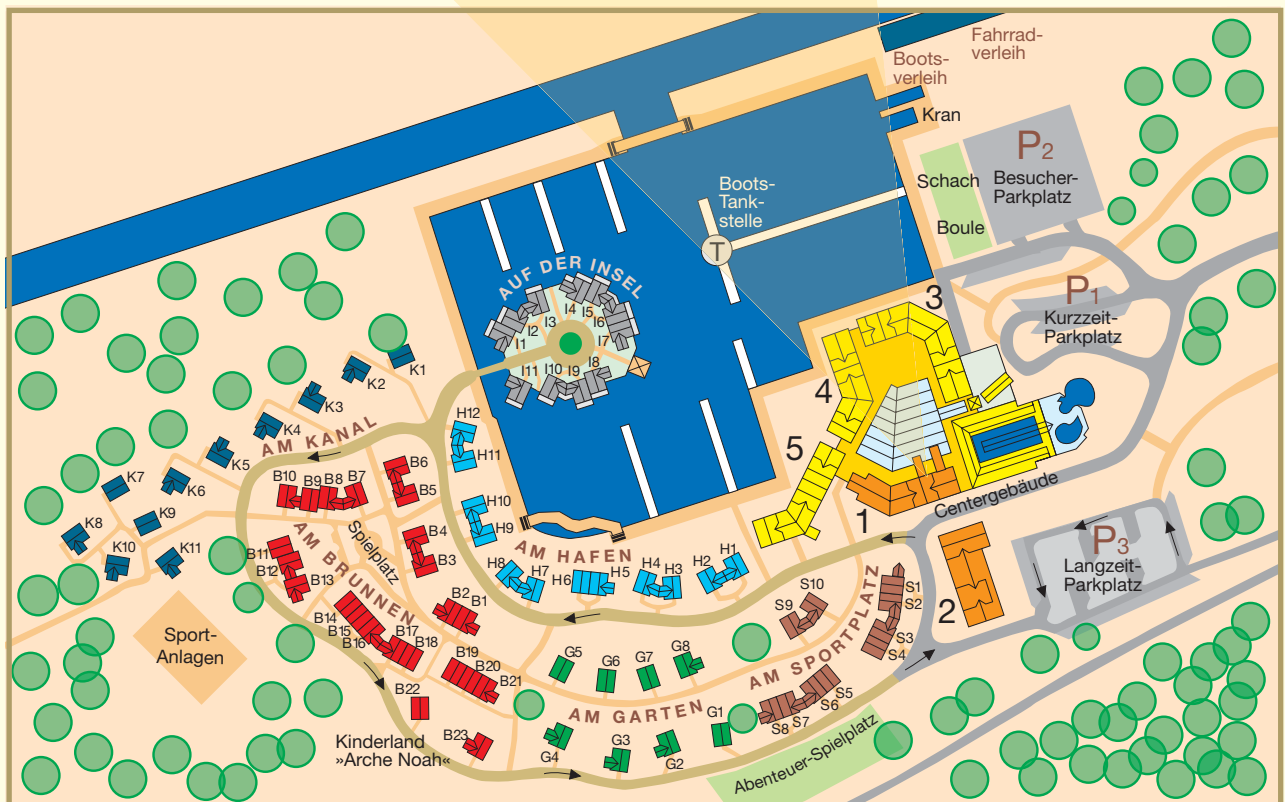 Fahrrad-
verleih
Boots-
verleih
Kran
P2
Besucher-
Parkplatz
Schach
Boule
Boots-
Tank-
stelle
T
AUF DER INSEL
I1
I2
I3
I4
I5
I6
I7
I8
I9
I10
I11
P1
Kurzzeit-
Parkplatz
3
4
5
1
2
Centergebäude
P3
Langzeit-
Parkplatz
K1
K2
K3
K4
K5
K6
K7
K8
K9
K10
K11
AM KANAL
H12
H11
H10
H9
H8
H7
H6
H5
H4
H3
H2
H1
AM HAFEN
B10
B9
B8
B7
B6
B5
B4
B3
B2
B1
B11
B12
B13
B14
B15
B16
B17
B18
B19
B20
B21
B22
B23
AM BRUNNEN
Spielplatz
Sport-
Anlagen
Kinderland
»Arche Noah«
G5
G6
G7
G8
G1
G2
G3
G4
AM GARTEN
S10
S9
S1
S2
S3
S4
S5
S6
S7
S8
AM SPORTPLATZ
Abenteuer-Spielplatz